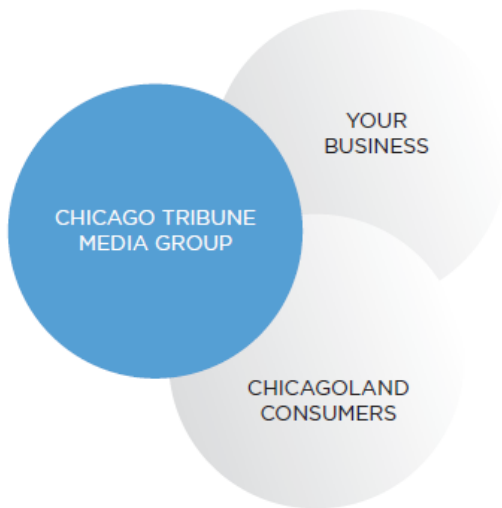 YOUR
BUSINESS
CHICAGO TRIBUNE
MEDIA GROUP
CHICAGOLAND
CONSUMERS